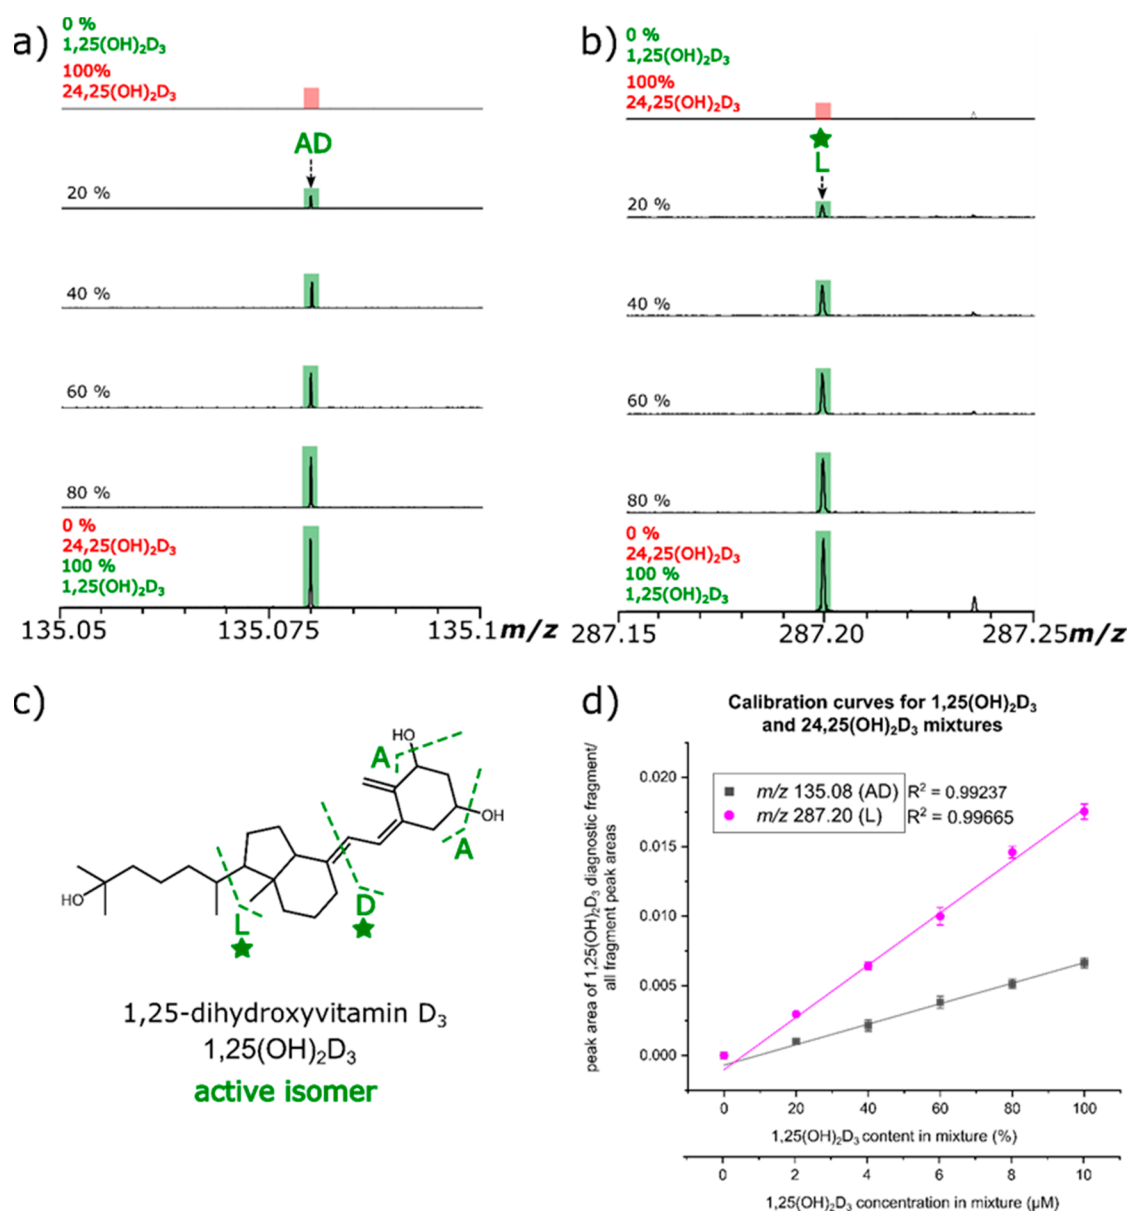 a)
0 %
1,25(OH)₂D₃
100%
24,25(OH)₂D₃
AD
20 %
40 %
60 %
80 %
0 %
24,25(OH)₂D₃
100 %
1,25(OH)₂D₃
135.05
135.080
135.1
m/z
b)
0 %
1,25(OH)₂D₃
100%
24,25(OH)₂D₃
★
L
20 %
40 %
60 %
80 %
0 %
24,25(OH)₂D₃
100 %
1,25(OH)₂D₃
287.15
287.20
287.25
m/z
c)
HO
A
OH
A
HO
L
★
D
★
1,25-dihydroxyvitamin D₃
1,25(OH)₂D₃
active isomer
d)
Calibration curves for 1,25(OH)₂D₃
and 24,25(OH)₂D₃ mixtures
peak area of 1,25(OH)₂D₃ diagnostic fragment/
all fragment peak areas
0.020
0.015
0.010
0.005
0.000
m/z 135.08 (AD) R² = 0.99237
m/z 287.20 (L) R² = 0.99665
0 20 40 60 80 100
1,25(OH)₂D₃ content in mixture (%)
0 2 4 6 8 10
1,25(OH)₂D₃ concentration in mixture (µM)